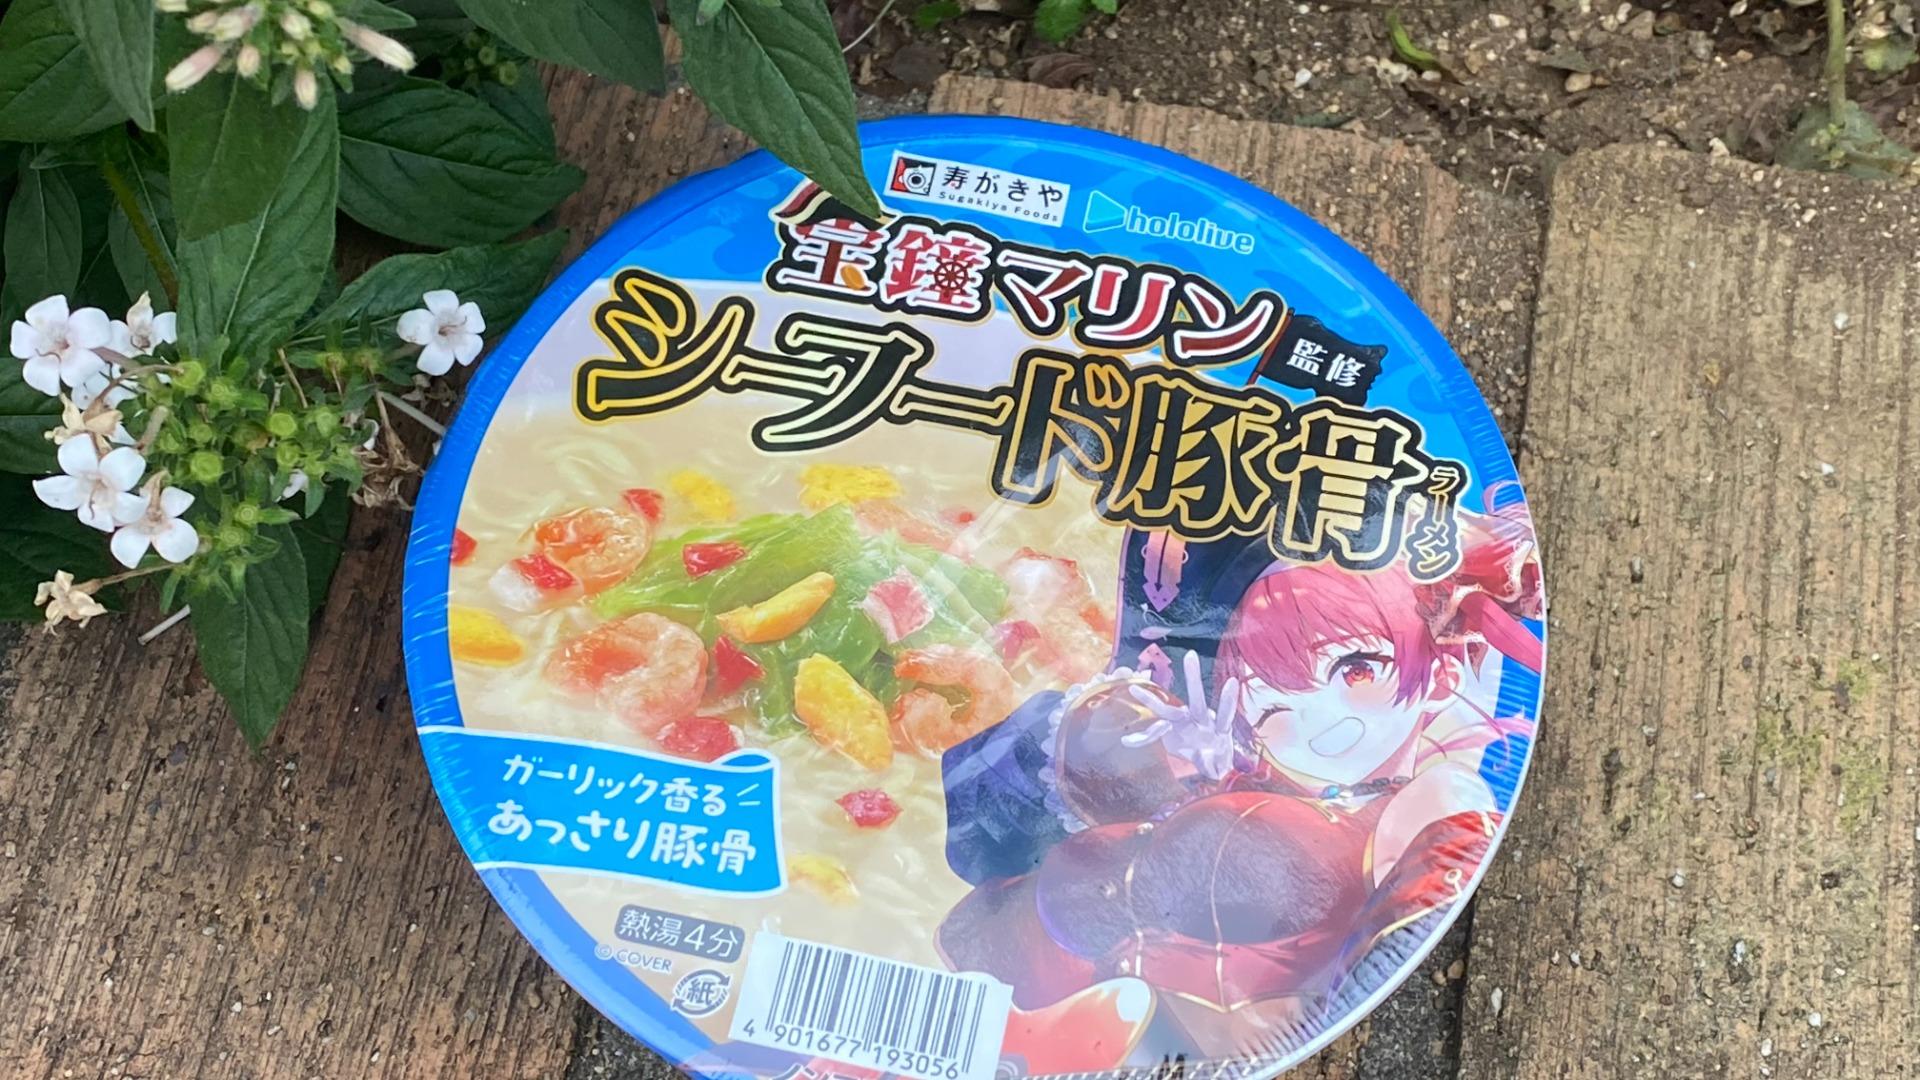 寿がきや
Sugakiya Foods
hololive
宝鐘マリン
監修
シーフード豚骨
ラーメン
ガーリック香る
あっさり豚骨
熱湯4分
© COVER
紙
4 901677 193056